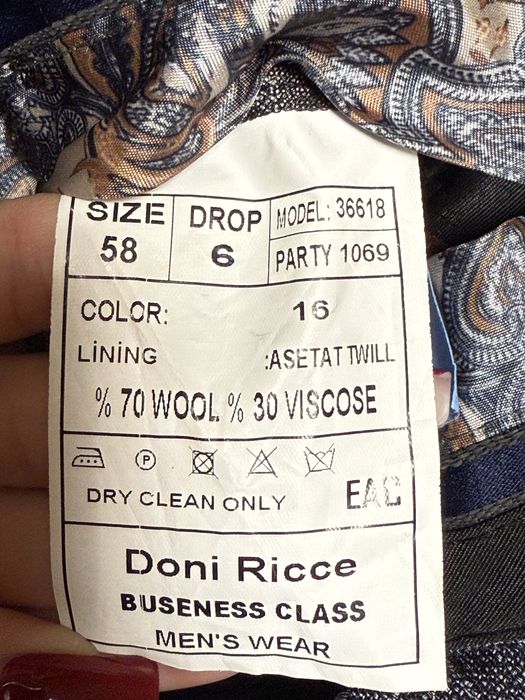 SIZE DROP MODEL: 36618
58 6 PARTY 1069
COLOR: 16
LİNİNG :ASETAT TWILL
% 70 WOOL % 30 VISCOSE
P
DRY CLEAN ONLY EAC
Doni Ricce
BUSENESS CLASS
MEN'S WEAR